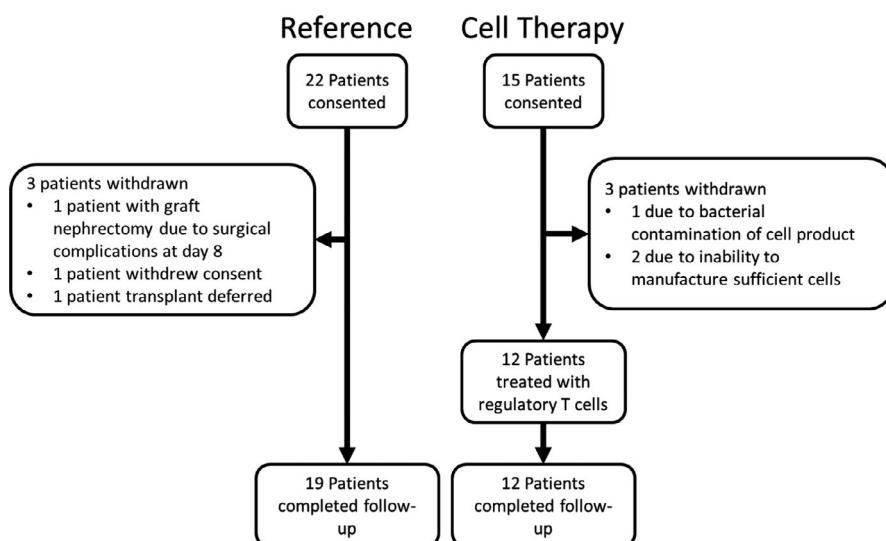 Reference
Cell Therapy
22 Patients
consented
15 Patients
consented
3 patients withdrawn
• 1 patient with graft
nephrectomy due to surgical
complications at day 8
• 1 patient withdrew consent
• 1 patient transplant deferred
3 patients withdrawn
• 1 due to bacterial
contamination of cell product
• 2 due to inability to
manufacture sufficient cells
12 Patients
treated with
regulatory T cells
19 Patients
completed follow-
up
12 Patients
completed follow-
up